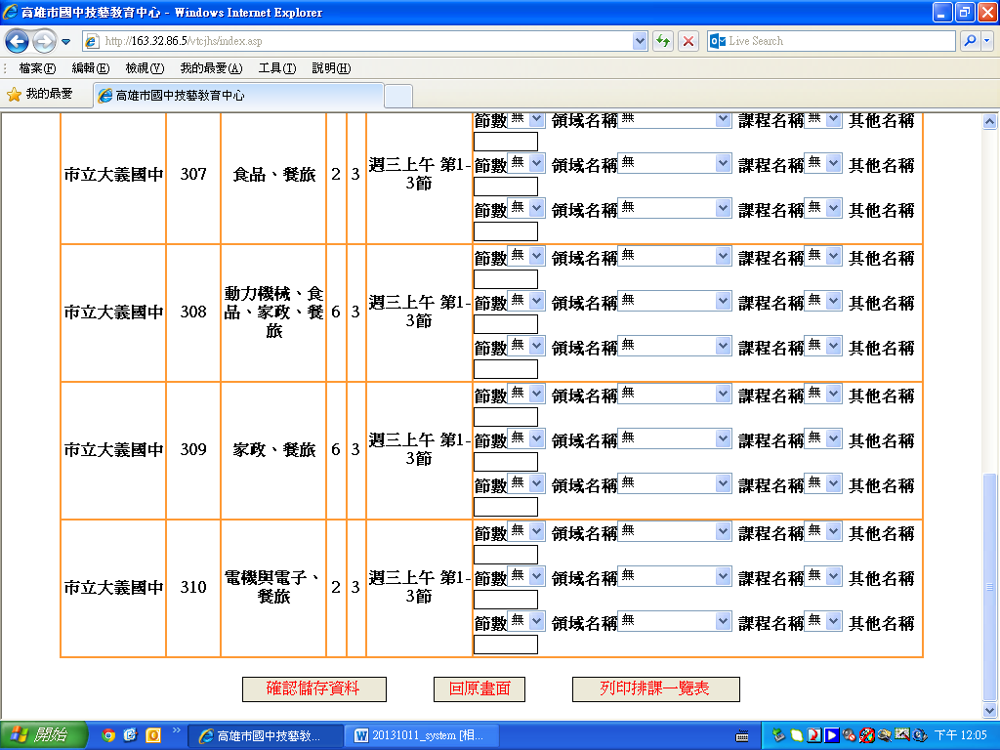 高雄市國中技藝教育中心 - Windows Internet Explorer
http://163.32.86.5/vtcjhs/index.asp
Live Search
檔案(F) 編輯(E) 檢視(V) 我的最愛(A) 工具(T) 說明(H)
我的最愛 高雄市國中技藝教育中心
節數 無 領域名稱 無 課程名稱 無 其他名稱
市立大義國中 307 食品、餐旅 2 3 週三上午 第1-
3節
節數 無 領域名稱 無 課程名稱 無 其他名稱
節數 無 領域名稱 無 課程名稱 無 其他名稱
節數 無 領域名稱 無 課程名稱 無 其他名稱
市立大義國中 308 動力機械、食
品、家政、餐
旅 6 3 週三上午 第1-
3節
節數 無 領域名稱 無 課程名稱 無 其他名稱
節數 無 領域名稱 無 課程名稱 無 其他名稱
節數 無 領域名稱 無 課程名稱 無 其他名稱
市立大義國中 309 家政、餐旅 6 3 週三上午 第1-
3節
節數 無 領域名稱 無 課程名稱 無 其他名稱
節數 無 領域名稱 無 課程名稱 無 其他名稱
節數 無 領域名稱 無 課程名稱 無 其他名稱
市立大義國中 310 電機與電子、
餐旅 2 3 週三上午 第1-
3節
節數 無 領域名稱 無 課程名稱 無 其他名稱
節數 無 領域名稱 無 課程名稱 無 其他名稱
確認儲存資料 回原畫面 列印排課一覽表
開始 高雄市國中技藝教... 20131011_system [相... 下午 12:05